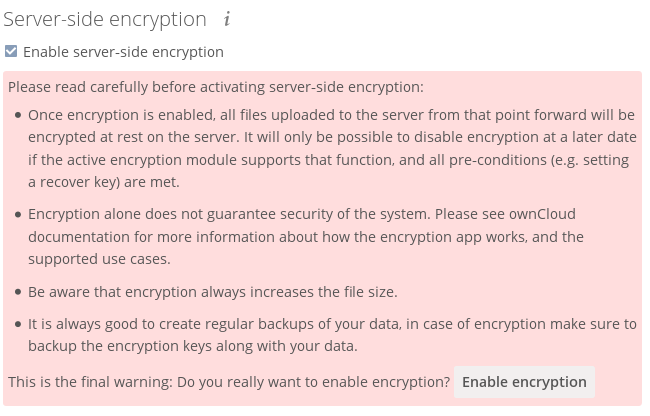 Server-side encryption i
Enable server-side encryption
Please read carefully before activating server-side encryption:
• Once encryption is enabled, all files uploaded to the server from that point forward will be
encrypted at rest on the server. It will only be possible to disable encryption at a later date
if the active encryption module supports that function, and all pre-conditions (e.g. setting
a recover key) are met.
• Encryption alone does not guarantee security of the system. Please see ownCloud
documentation for more information about how the encryption app works, and the
supported use cases.
• Be aware that encryption always increases the file size.
• It is always good to create regular backups of your data, in case of encryption make sure to
backup the encryption keys along with your data.
This is the final warning: Do you really want to enable encryption? Enable encryption